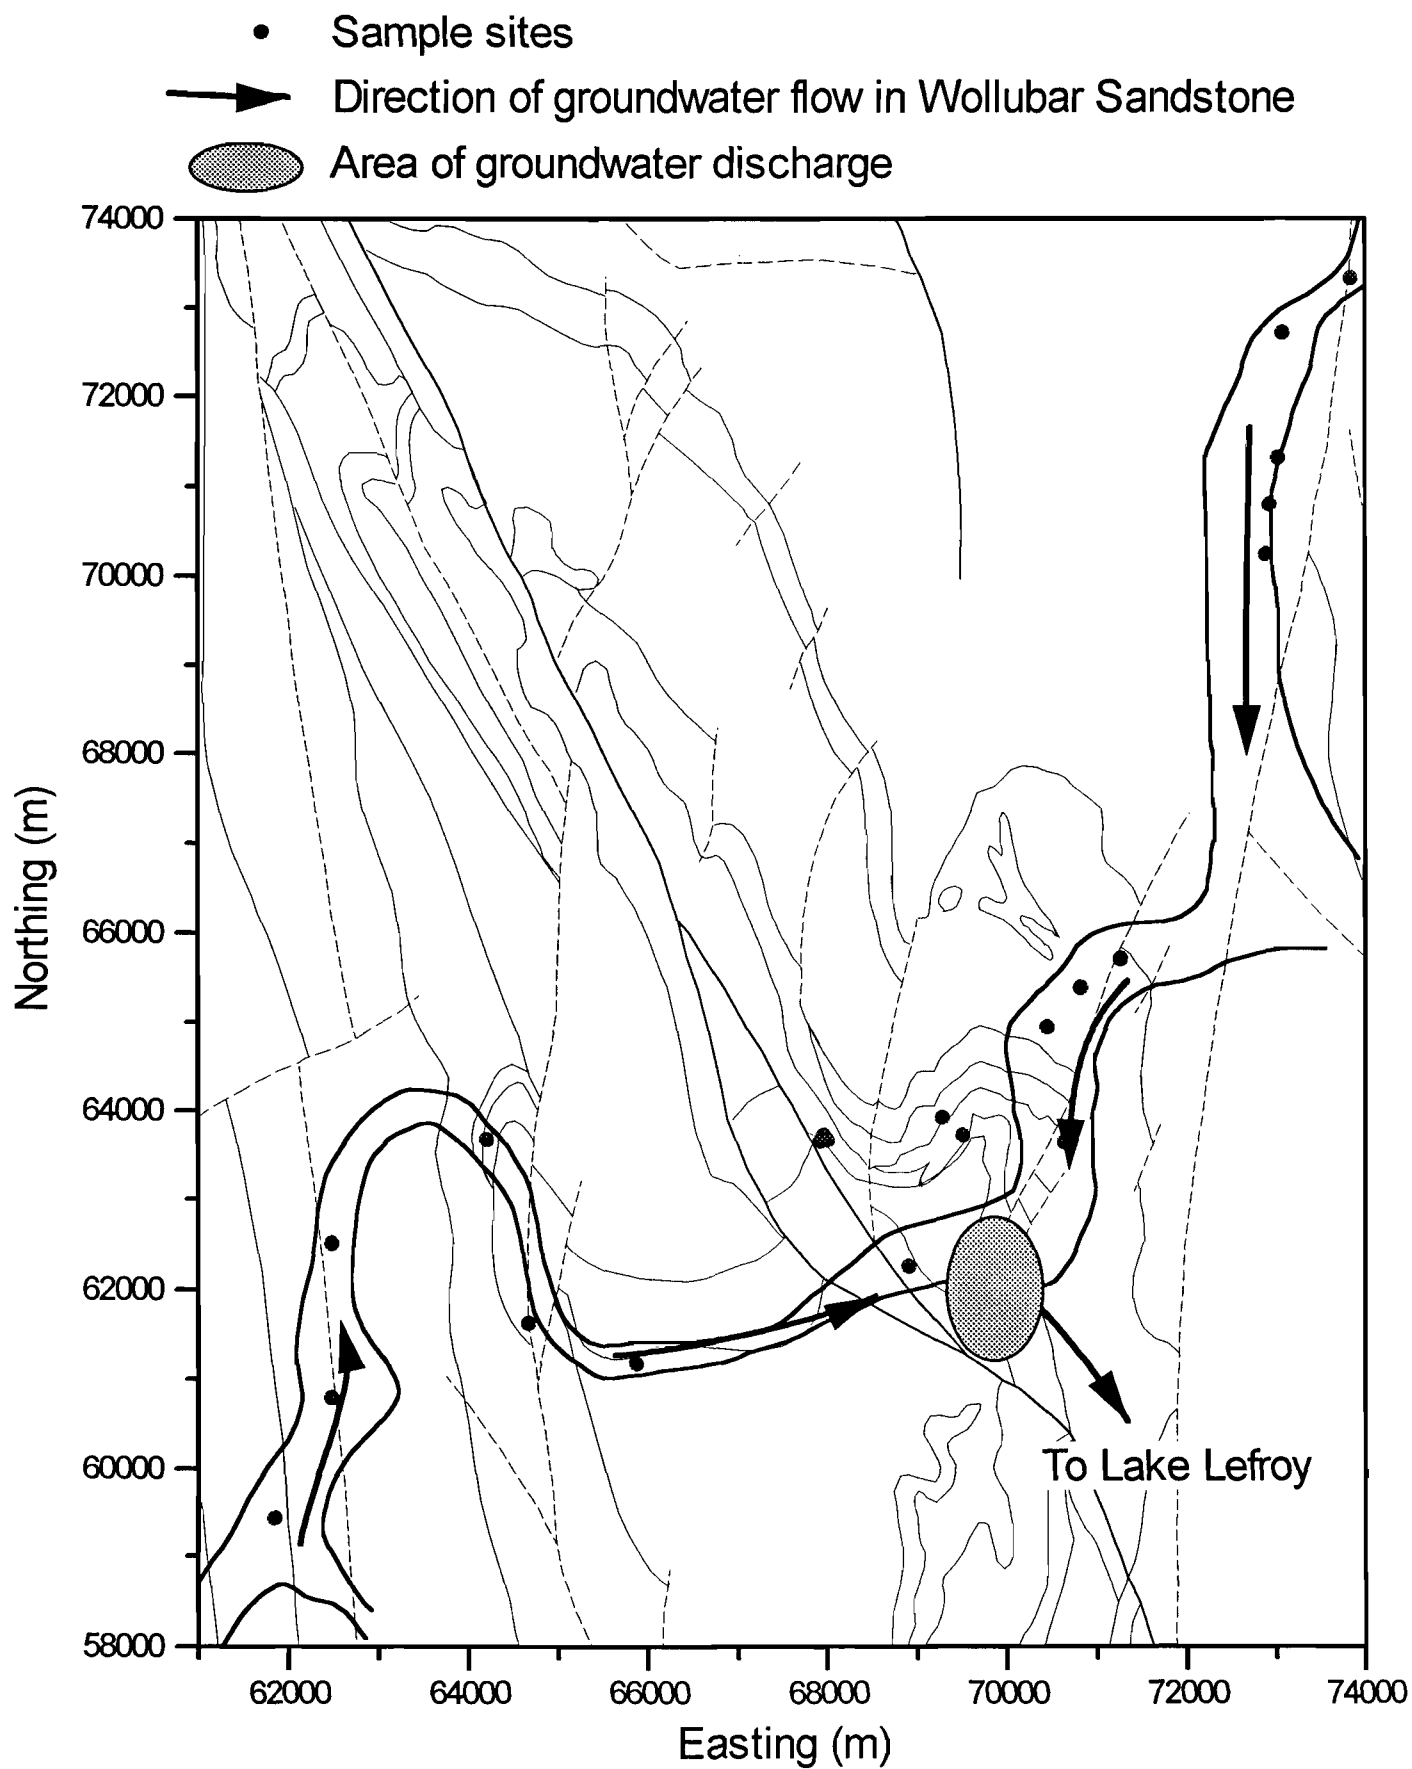 Sample sites
Direction of groundwater flow in Wollubar Sandstone
Area of groundwater discharge
74000
72000
70000
68000
66000
64000
62000
60000
58000
Northing (m)
To Lake Lefroy
62000 64000 66000 68000 70000 72000 74000
Easting (m)